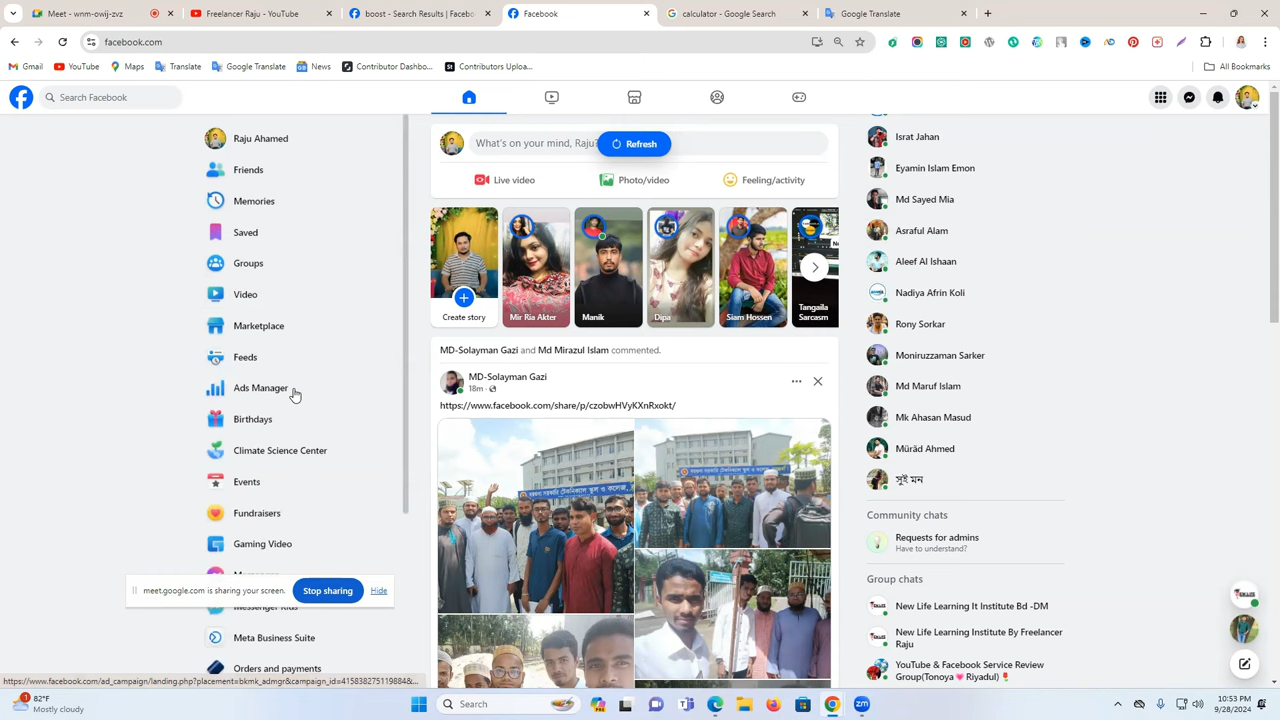 Meet - wnm-owij-zvz
Freelancer Raju - YouTube
boost - Search Results | Facebo
Facebook
calculator - Google Search
Google Translate
facebook.com
Gmail
YouTube
Maps
Translate
Google Translate
News
Contributor Dashbo...
Contributors Uploa...
All Bookmarks
Search Facebook
Raju Ahamed
Friends
Memories
Saved
Groups
Video
Marketplace
Feeds
Ads Manager
Birthdays
Climate Science Center
Events
Fundraisers
Gaming Video
meet.google.com is sharing your screen.
Stop sharing
Hide
Messenger Kids
Meta Business Suite
Orders and payments
What's on your mind, Raju?
Refresh
Live video
Photo/video
Feeling/activity
Create story
Mir Ria Akter
Manik
Dipa
Siam Hossen
Tangaila
Sarcasm
MD-Solayman Gazi and Md Mirazul Islam commented.
MD-Solayman Gazi
18m
https://www.facebook.com/share/p/czobwHVyKXnRxokt/
Israt Jahan
Eyamin Islam Emon
Md Sayed Mia
Asraful Alam
Aleef Al Ishaan
Nadiya Afrin Koli
Rony Sorkar
Moniruzzaman Sarker
Md Maruf Islam
Mk Ahasan Masud
Müräd Ahmed
সুই মন
Community chats
Requests for admins
Have to understand?
Group chats
New Life Learning It Institute Bd -DM
New Life Learning Institute By Freelancer
Raju
YouTube & Facebook Service Review
Group(Tonoya💗Riyadul)🌹
https://www.facebook.com/ad_campaign/landing.php?placement=bkmk_admgr&campaign_id=415838275119884&...
82°F
Mostly cloudy
Search
10:53 PM
9/28/2024